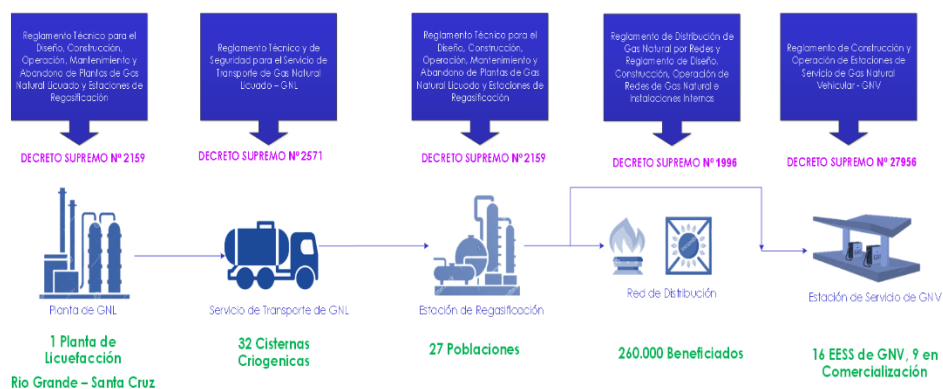 Reglamento Técnico para el
Diseño, Construcción,
Operación, Mantenimiento y
Abandono de Plantas de Gas
Natural Licuado y Estaciones de
Regasificación
DECRETO SUPREMO Nº 2159
Reglamento Técnico y de
Seguridad para el Servicio de
Transporte de Gas Natural
Licuado – GNL
DECRETO SUPREMO Nº 2571
Reglamento Técnico para el
Diseño, Construcción,
Operación, Mantenimiento y
Abandono de Plantas de Gas
Natural Licuado y Estaciones de
Regasificación
DECRETO SUPREMO Nº 2159
Reglamento de Distribución de
Gas Natural por Redes y
Reglamento de Diseño,
Construcción, Operación de
Redes de Gas Natural e
Instalaciones Internas
DECRETO SUPREMO Nº 1996
Reglamento de Construcción y
Operación de Estaciones de
Servicio de Gas Natural
Vehicular - GNV
DECRETO SUPREMO Nº 27956
Planta de GNL
Servicio de Transporte de GNL
Estación de Regasificación
Red de Distribución
Estación de Servicio de GNV
1 Planta de
Licuefacción
Rio Grande – Santa Cruz
32 Cisternas
Criogenicas
27 Poblaciones
260.000 Beneficiados
16 EESS de GNV, 9 en
Comercialización